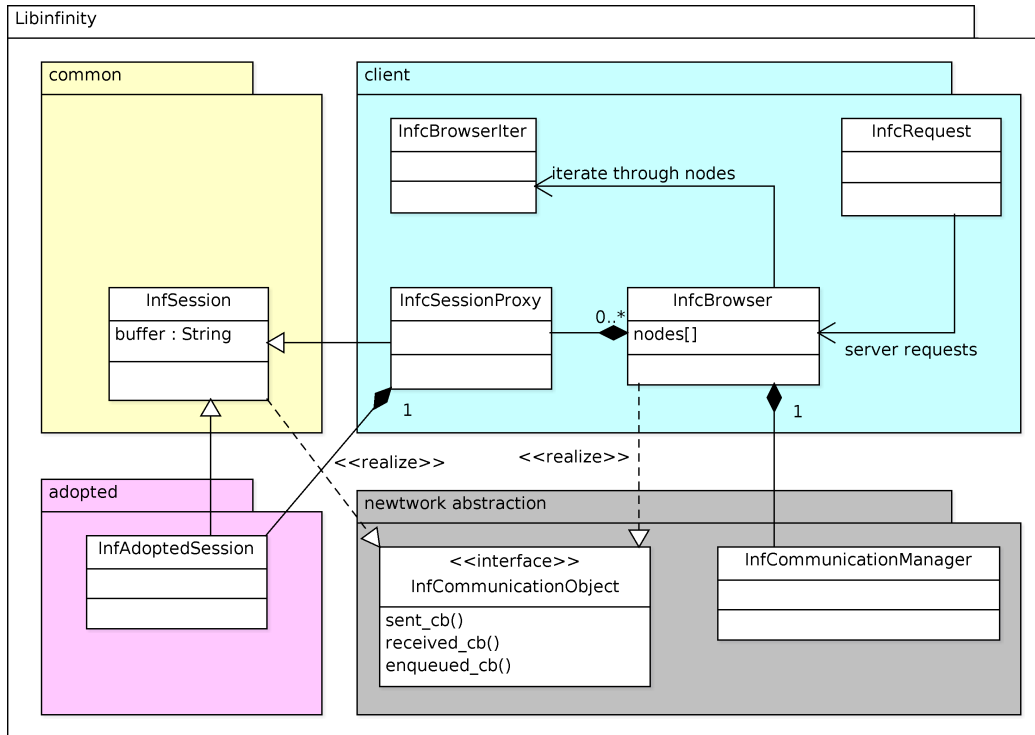 Libinfinity
common
client
InfcBrowserIter
InfcRequest
iterate through nodes
InfSession
buffer : String
InfcSessionProxy
0..*
InfcBrowser
nodes[]
server requests
1
1
<<realize>>
<<realize>>
adopted
newtwork abstraction
InfAdoptedSession
<<interface>>
InfCommunicationObject
sent_cb()
received_cb()
enqueued_cb()
InfCommunicationManager